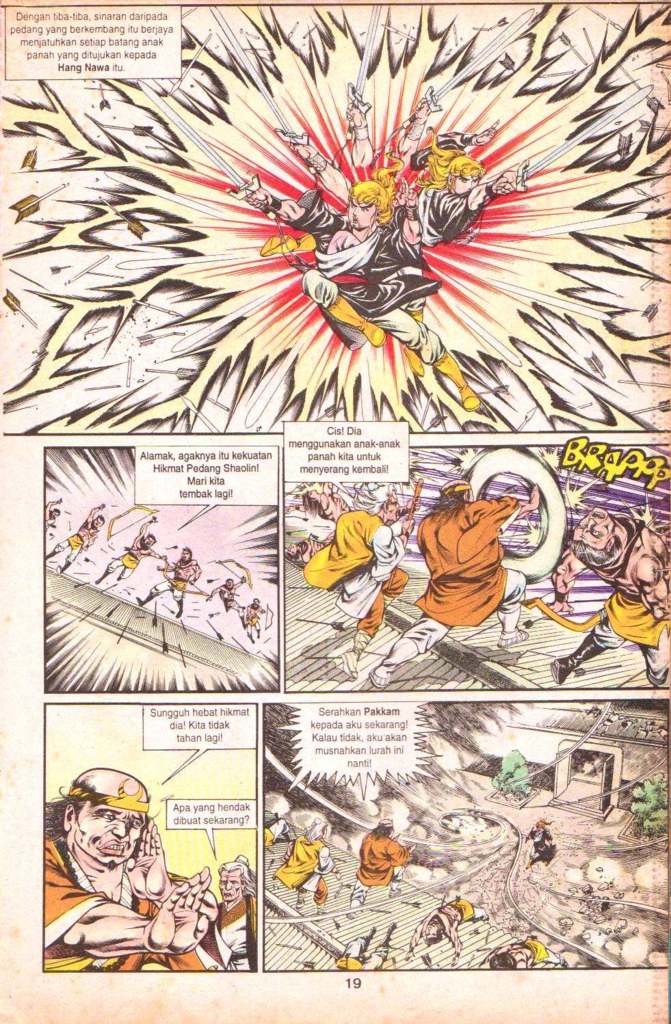 Dengan tiba-tiba, sinaran daripada
pedang yang berkembang itu berjaya
menjatuhkan setiap batang anak
panah yang ditujukan kepada
Hang Nawa itu.
Alamak, agaknya itu kekuatan
Hikmat Pedang Shaolin!
Mari kita
tembak lagi!
Cis! Dia
menggunakan anak-anak
panah kita untuk
menyerang kembali!
BRAPPP
Sungguh hebat hikmat
dia! Kita tidak
tahan lagi!
Apa yang hendak
dibuat sekarang?
Serahkan Pakkam
kepada aku sekarang!
Kalau tidak, aku akan
musnahkan lurah ini
nanti!
19